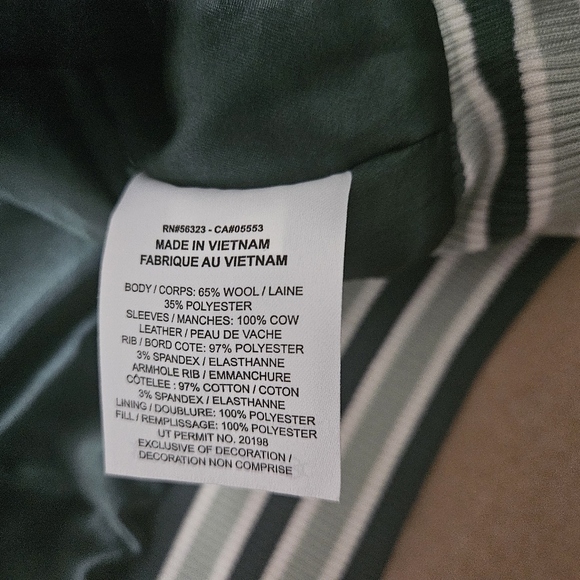 RN#56323 - CA#05553
MADE IN VIETNAM
FABRIQUE AU VIETNAM
BODY / CORPS: 65% WOOL / LAINE
35% POLYESTER
SLEEVES / MANCHES: 100% COW
LEATHER / PEAU DE VACHE
RIB / BORD COTE: 97% POLYESTER
3% SPANDEX / ELASTHANNE
ARMHOLE RIB / EMMANCHURE
CÔTELEE : 97% COTTON / COTON
3% SPANDEX / ELASTHANNE
LINING / DOUBLURE: 100% POLYESTER
FILL / REMPLISSAGE: 100% POLYESTER
UT PERMIT NO. 20198
EXCLUSIVE OF DECORATION /
DECORATION NON COMPRISE